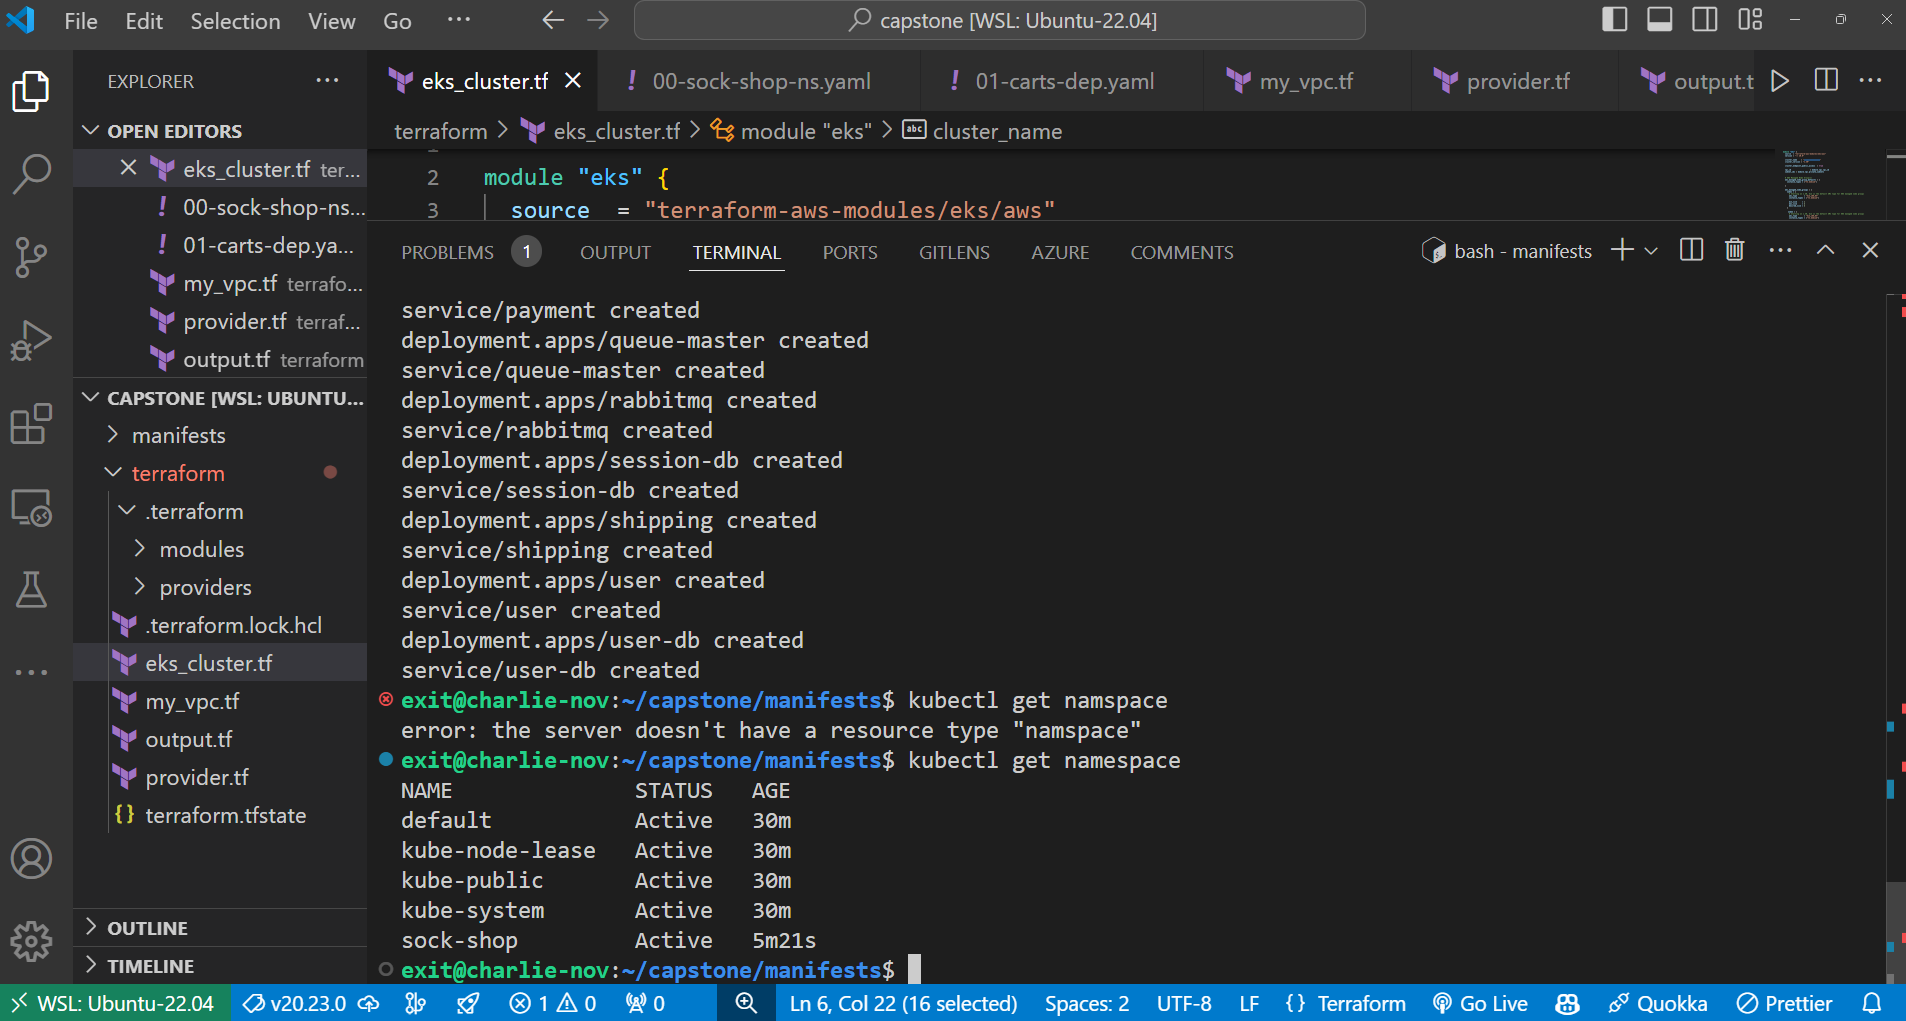 File Edit Selection View Go ··· capstone [WSL: Ubuntu-22.04]
EXPLORER ···
eks_cluster.tf ! 00-sock-shop-ns.yaml ! 01-carts-dep.yaml my_vpc.tf provider.tf output.t ···
OPEN EDITORS
eks_cluster.tf ter...
! 00-sock-shop-ns...
! 01-carts-dep.ya...
my_vpc.tf terrafo...
provider.tf terraf...
output.tf terraform
CAPSTONE [WSL: UBUNTU...
manifests
terraform
.terraform
modules
providers
.terraform.lock.hcl
eks_cluster.tf
my_vpc.tf
output.tf
provider.tf
{} terraform.tfstate
OUTLINE
TIMELINE
terraform > eks_cluster.tf > module "eks" > abc cluster_name
2 module "eks" {
3 source = "terraform-aws-modules/eks/aws"
PROBLEMS 1 OUTPUT TERMINAL PORTS GITLENS AZURE COMMENTS bash - manifests ···
service/payment created
deployment.apps/queue-master created
service/queue-master created
deployment.apps/rabbitmq created
service/rabbitmq created
deployment.apps/session-db created
service/session-db created
deployment.apps/shipping created
service/shipping created
deployment.apps/user created
service/user created
deployment.apps/user-db created
service/user-db created
exit@charlie-nov:~/capstone/manifests$ kubectl get namspace
error: the server doesn't have a resource type "namspace"
exit@charlie-nov:~/capstone/manifests$ kubectl get namespace
NAME STATUS AGE
default Active 30m
kube-node-lease Active 30m
kube-public Active 30m
kube-system Active 30m
sock-shop Active 5m21s
exit@charlie-nov:~/capstone/manifests$
WSL: Ubuntu-22.04 v20.23.0 1 0 0 Ln 6, Col 22 (16 selected) Spaces: 2 UTF-8 LF {} Terraform Go Live Quokka Prettier